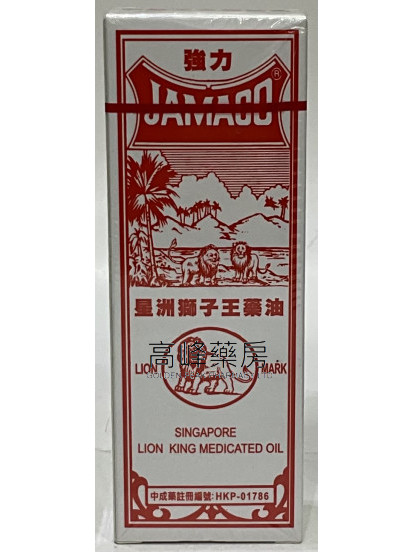 強力
JAMACO®
星洲獅子王藥油
高峰藥房
LION MARK
SINGAPORE
LION KING MEDICATED OIL
中成藥註冊編號:HKP-01786